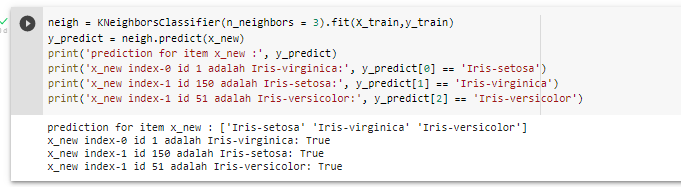 neigh = KNeighborsClassifier(n_neighbors = 3).fit(X_train,y_train)
y_predict = neigh.predict(x_new)
print('prediction for item x_new :', y_predict)
print('x_new index-0 id 1 adalah Iris-virginica:', y_predict[0] == 'Iris-setosa')
print('x_new index-1 id 150 adalah Iris-setosa:', y_predict[1] == 'Iris-virginica')
print('x_new index-1 id 51 adalah Iris-versicolor:', y_predict[2] == 'Iris-versicolor')
prediction for item x_new : ['Iris-setosa' 'Iris-virginica' 'Iris-versicolor']
x_new index-0 id 1 adalah Iris-virginica: True
x_new index-1 id 150 adalah Iris-setosa: True
x_new index-1 id 51 adalah Iris-versicolor: True